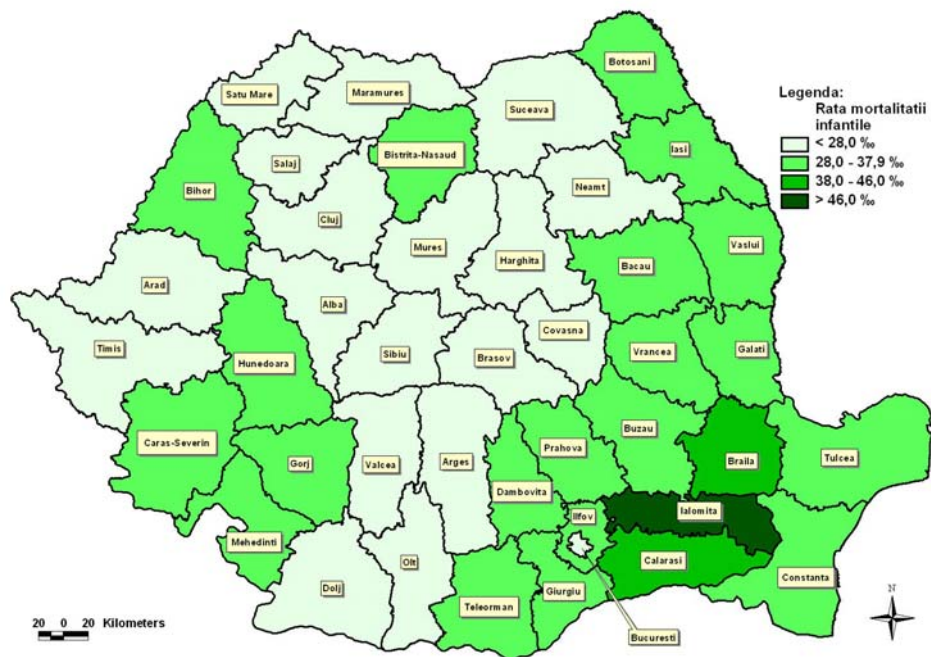 Botosani
Satu Mare
Maramures
Suceava
Legenda:
Rata mortalitatii
infantile
< 28,0 ‰
28,0 - 37,9 ‰
38,0 - 46,0 ‰
> 46,0 ‰
Salaj
Bistrita-Nasaud
Iasi
Bihor
Neamt
Cluj
Mures
Harghita
Bacau
Vaslui
Arad
Alba
Covasna
Timis
Hunedoara
Sibiu
Brasov
Vrancea
Galati
Caras-Severin
Gorj
Valcea
Arges
Prahova
Buzau
Braila
Tulcea
Dambovita
Ilfov
Ialomita
Mehedinti
Calarasi
Constanta
Dolj
Olt
Giurgiu
Teleorman
Bucuresti
N
20 0 20 Kilometers